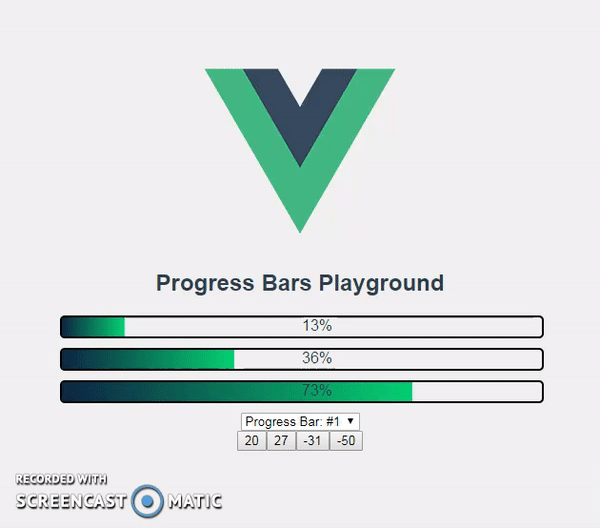 Progress Bars Playground
13%
36%
73%
Progress Bar: #1
20 27 -31 -50
RECORDED WITH
SCREENCAST MATIC